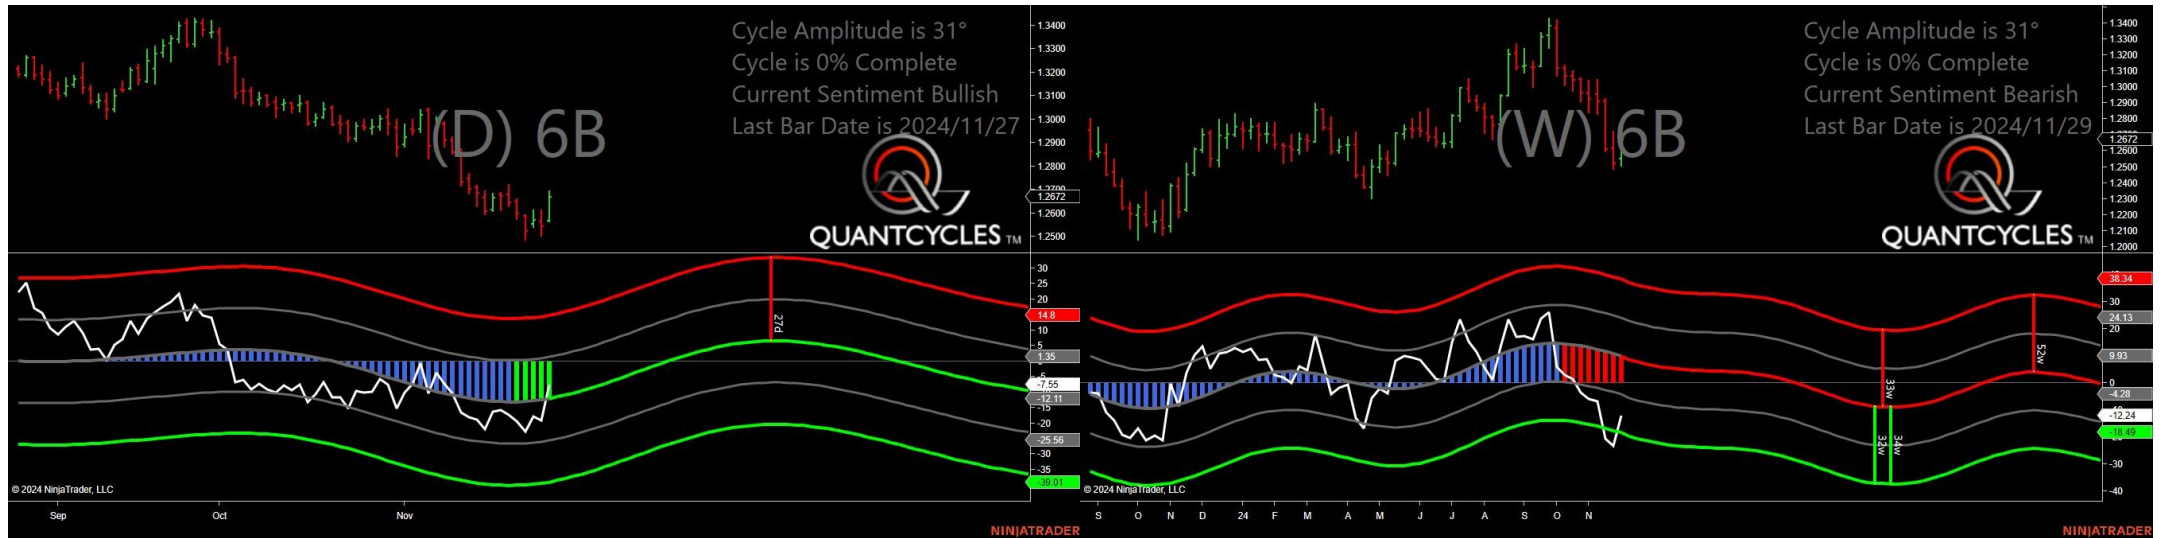 Cycle Amplitude is 31°
Cycle is 0% Complete
Current Sentiment Bullish
Last Bar Date is 2024/11/27
(D) 6B
QUANTCYCLES TM
1.3400
1.3200
1.3100
1.3000
1.2900
1.2800
1.2700
1.2672
1.2600
1.2500
30
25
20
14.8
10
5
1.35
-5
-7.55
-12.11
-15
-20
-25.56
-30
-35
-39.01
27d
© 2024 NinjaTrader, LLC
Sep
Oct
Nov
NINJATRADER
Cycle Amplitude is 31°
Cycle is 0% Complete
Current Sentiment Bearish
Last Bar Date is 2024/11/29
(W) 6B
QUANTCYCLES TM
1.3400
1.3300
1.3200
1.3100
1.3000
1.2900
1.2800
1.2672
1.2600
1.2500
1.2400
1.2300
1.2200
1.2100
1.2000
38.34
30
24.13
20
9.93
0
-4.28
-12.24
-18.49
-30
-40
33w
32w
34w
52w
© 2024 NinjaTrader, LLC
S
O
N
D
24
F
M
A
M
J
J
A
S
O
N
NINJATRADER